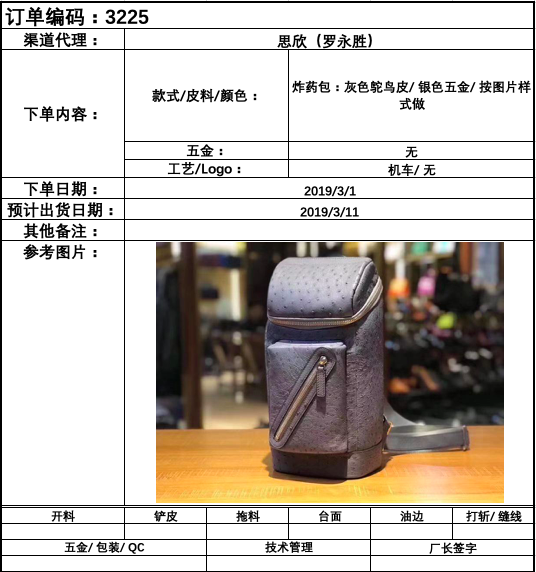 订单编码：3225
渠道代理：
思欣（罗永胜）
下单内容：
款式/皮料/颜色：
炸药包：灰色鸵鸟皮/ 银色五金/ 按图片样
式做
五金：
无
工艺/Logo：
机车/ 无
下单日期：
2019/3/1
预计出货日期：
2019/3/11
其他备注：
参考图片：
开料 铲皮 拖料 台面 油边 打斩/ 缝线
五金/ 包装/ QC 技术管理 厂长签字